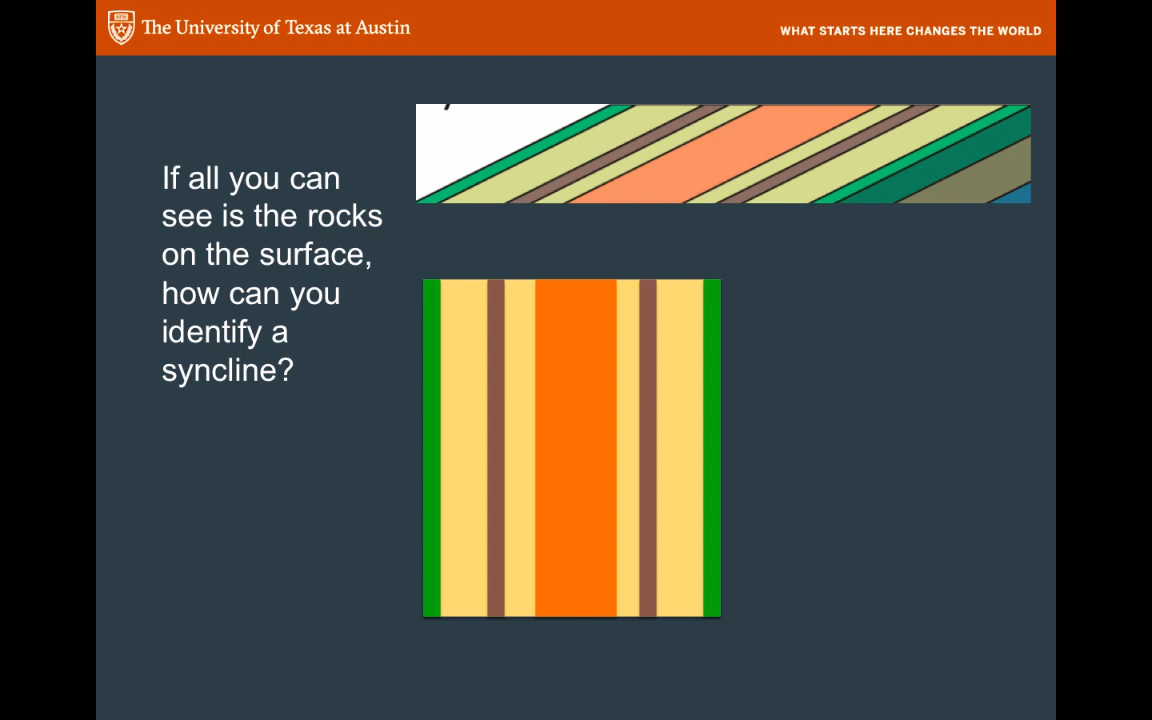 The University of Texas at Austin
WHAT STARTS HERE CHANGES THE WORLD
If all you can
see is the rocks
on the surface,
how can you
identify a
syncline?